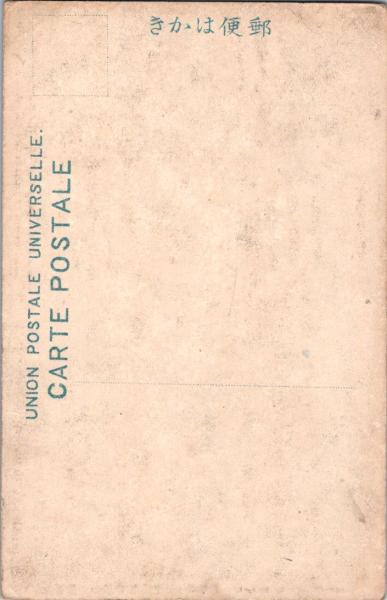 郵便はかき
UNION POSTALE UNIVERSELLE.
CARTE POSTALE